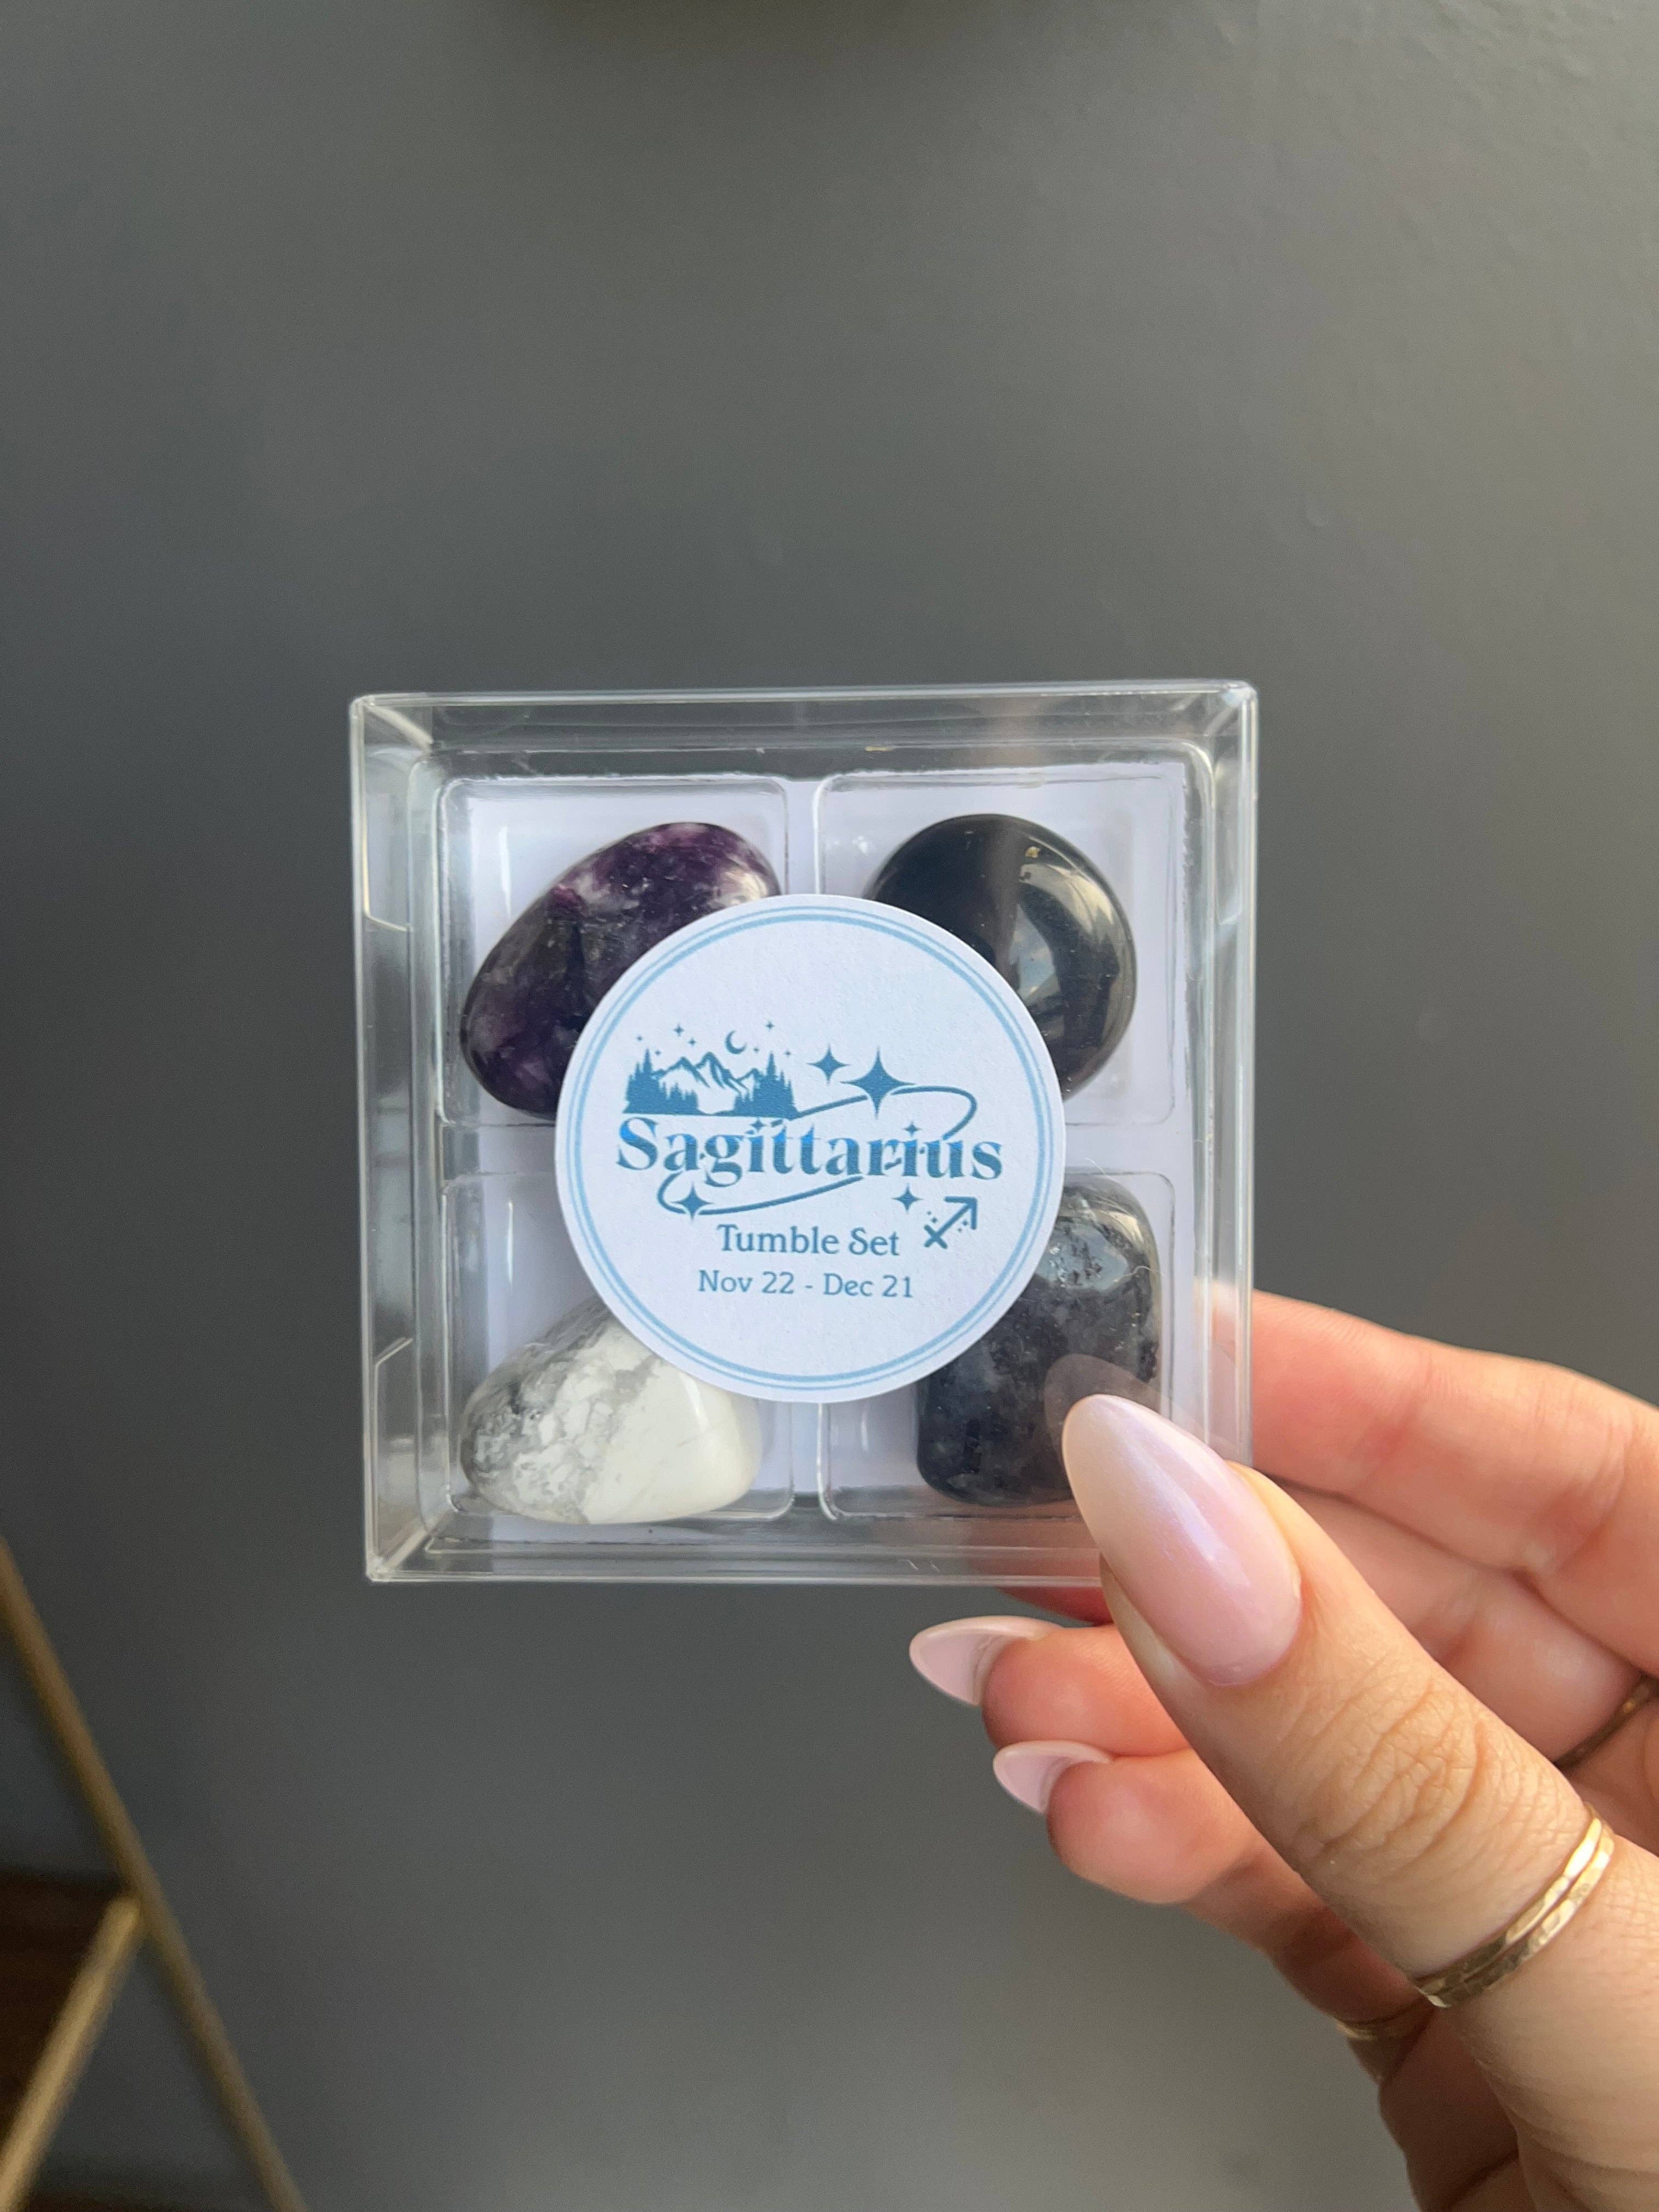 Sagittarius
Tumble Set
Nov 22 - Dec 21